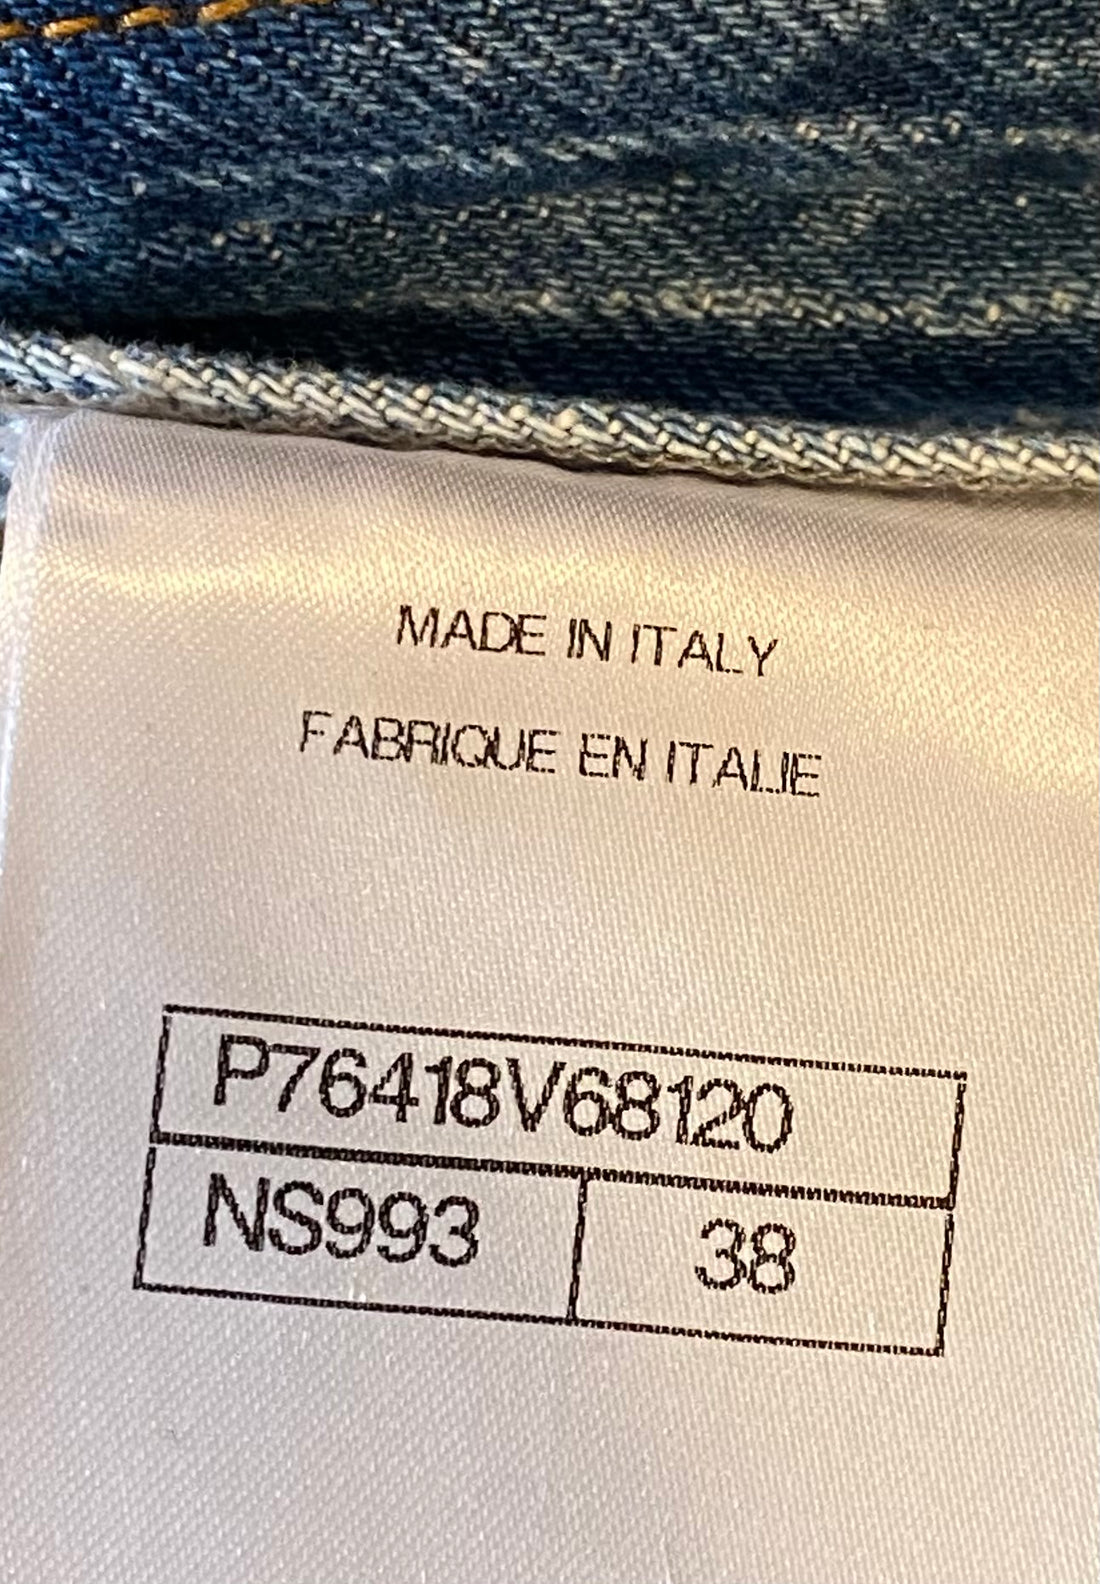 MADE IN ITALY
FABRIQUE EN ITALIE
P76418V68120
NS993 38